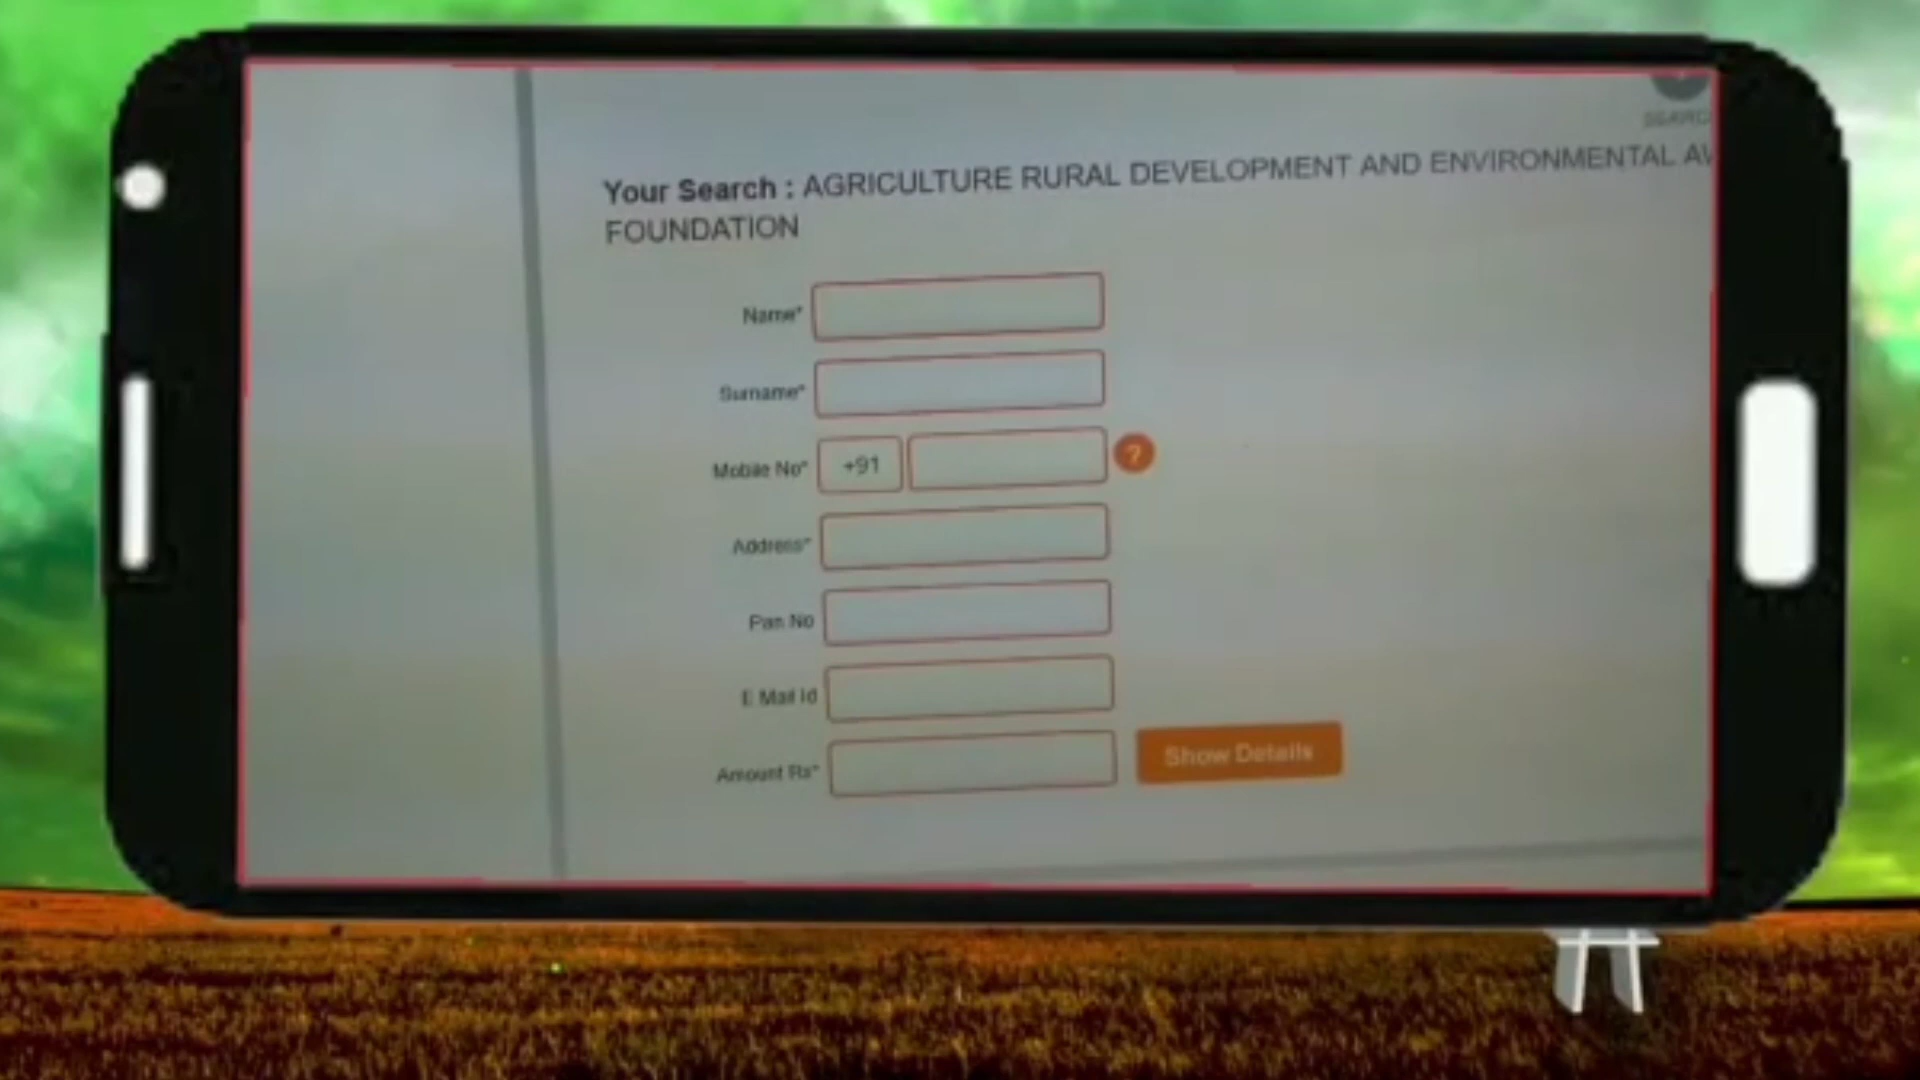 Your Search : AGRICULTURE RURAL DEVELOPMENT AND ENVIRONMENTAL
FOUNDATION
Name*
Surname*
Mobile No* +91 ?
Address*
Pan No
E Mail Id
Amount Rs* Show Details